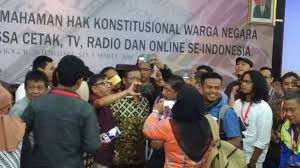 MAHAMAN HAK KONSTITUSIONAL WARGA NEGARA
SSA CETAK, TV, RADIO DAN ONLINE SE-INDONESIA